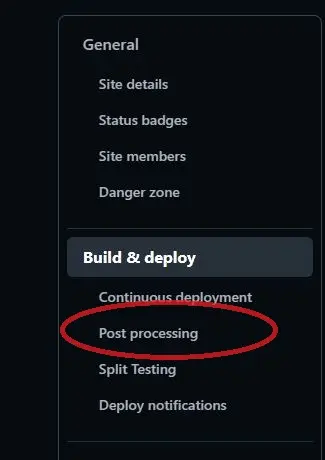 General
Site details
Status badges
Site members
Danger zone
Build & deploy
Continuous deployment
Post processing
Split Testing
Deploy notifications